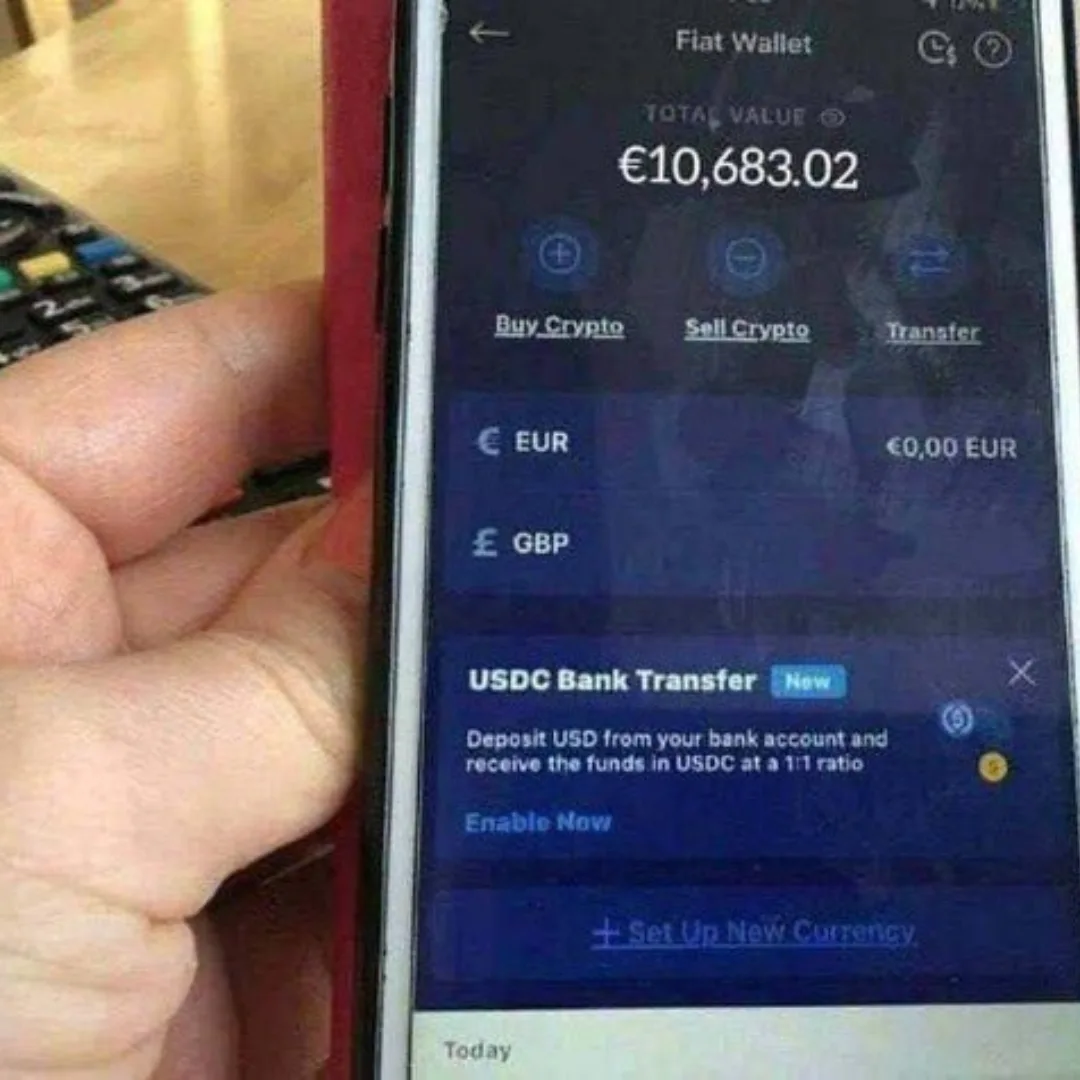 Fiat Wallet
TOTAL VALUE
€10,683.02
Buy Crypto
Sell Crypto
Transfer
€ EUR
€0,00 EUR
£ GBP
USDC Bank Transfer New
Deposit USD from your bank account and
receive the funds in USDC at a 1:1 ratio
Enable Now
+ Set Up New Currency
Today